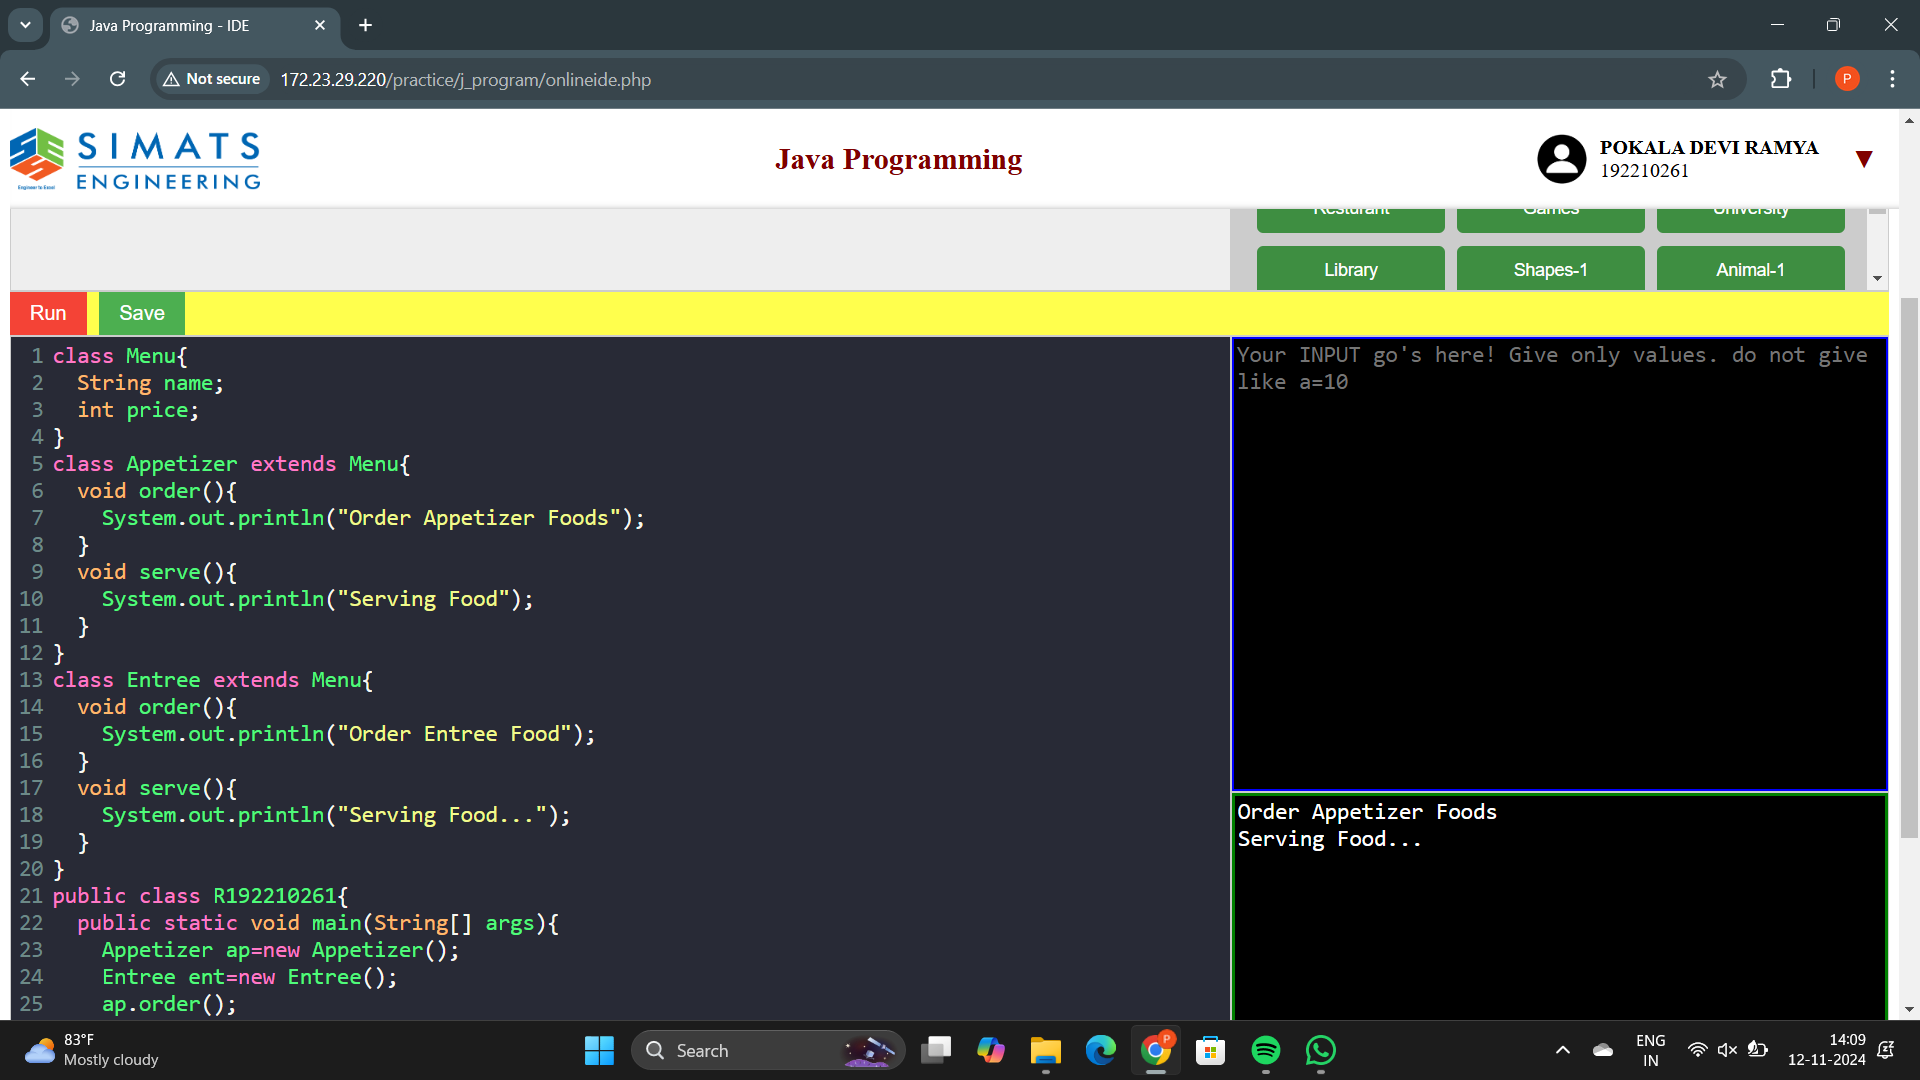 Java Programming - IDE
Not secure
172.23.29.220/practice/j_program/onlineide.php
P
SIMATS
ENGINEERING
Engineer to Excel
Java Programming
POKALA DEVI RAMYA
192210261
Resturant
Games
University
Library
Shapes-1
Animal-1
Run
Save
1 class Menu{
2 String name;
3 int price;
4 }
5 class Appetizer extends Menu{
6 void order(){
7 System.out.println("Order Appetizer Foods");
8 }
9 void serve(){
10 System.out.println("Serving Food");
11 }
12 }
13 class Entree extends Menu{
14 void order(){
15 System.out.println("Order Entree Food");
16 }
17 void serve(){
18 System.out.println("Serving Food...");
19 }
20 }
21 public class R192210261{
22 public static void main(String[] args){
23 Appetizer ap=new Appetizer();
24 Entree ent=new Entree();
25 ap.order();
Your INPUT go's here! Give only values. do not give
like a=10
Order Appetizer Foods
Serving Food...
83°F
Mostly cloudy
Search
P
ENG
IN
14:09
12-11-2024